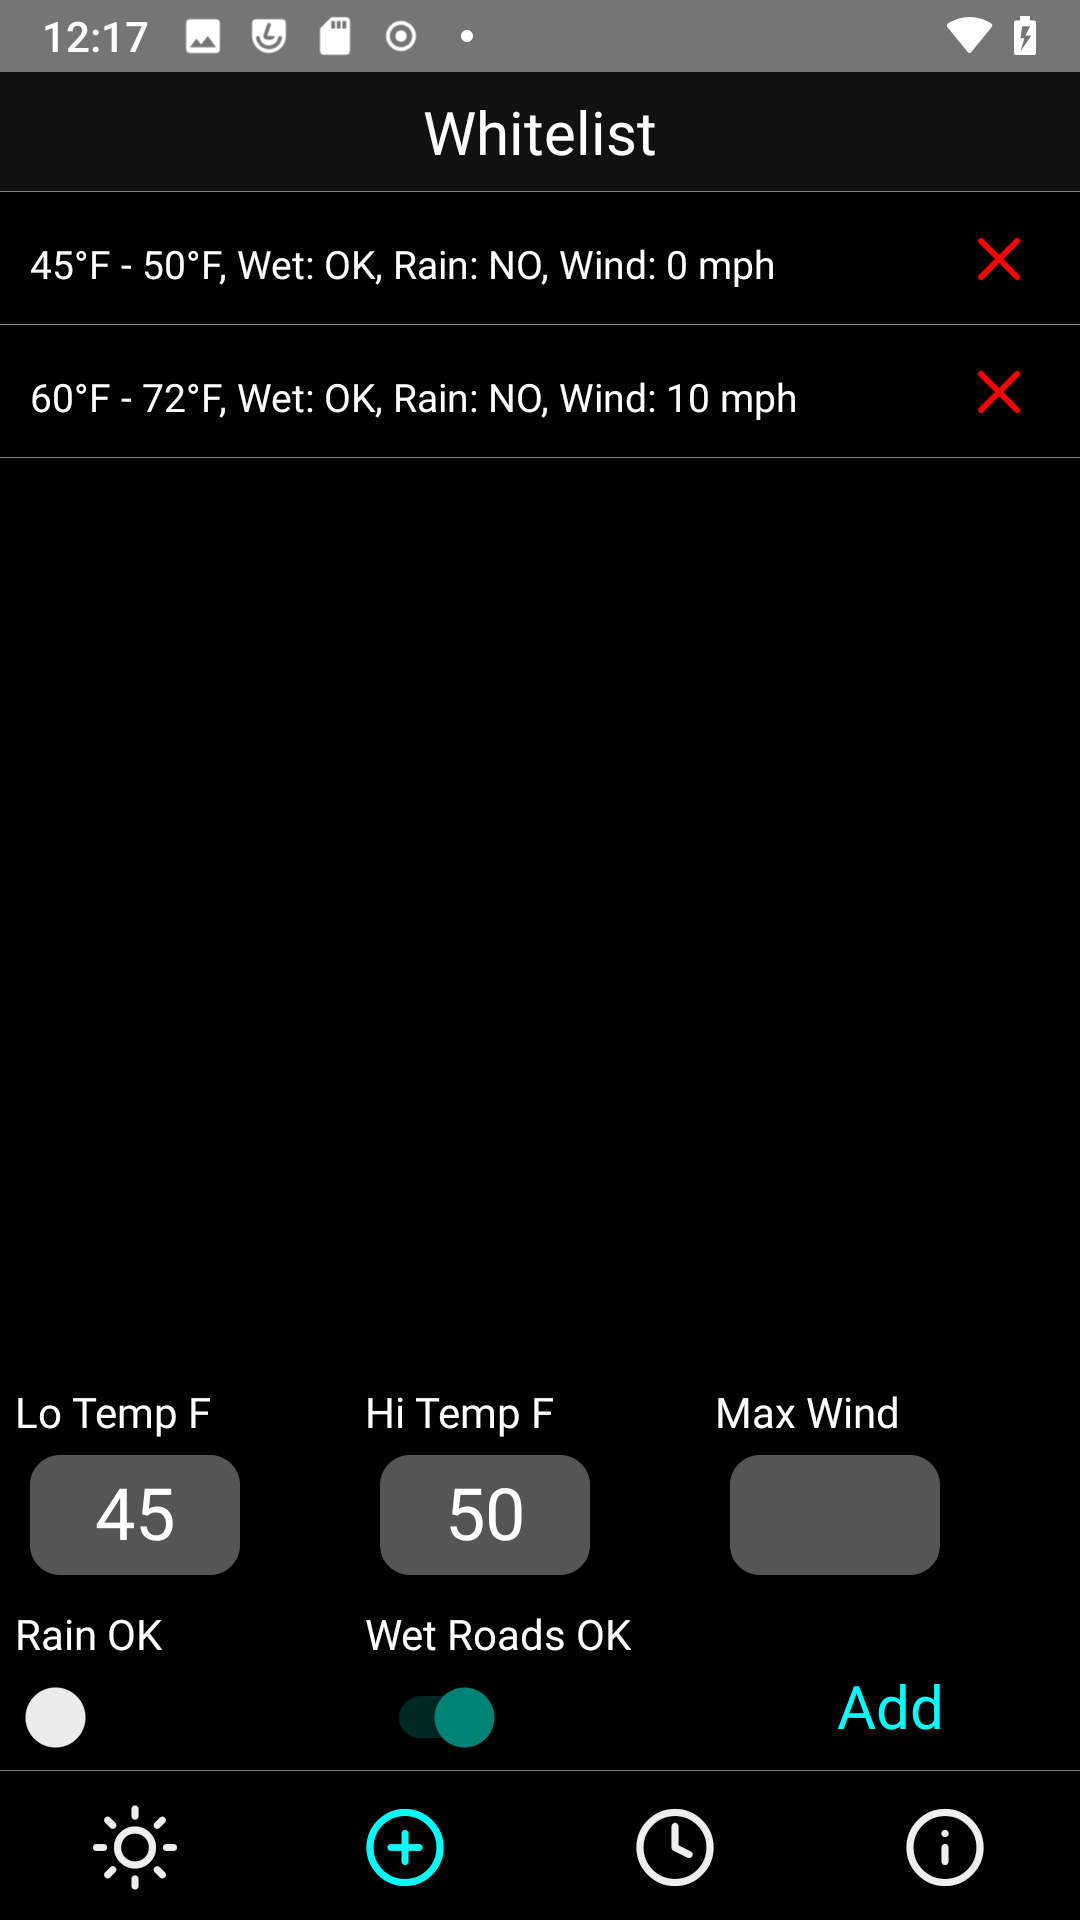 12:17
Whitelist
45°F - 50°F, Wet: OK, Rain: NO, Wind: 0 mph
60°F - 72°F, Wet: OK, Rain: NO, Wind: 10 mph
Lo Temp F Hi Temp F Max Wind
45 50
Rain OK Wet Roads OK
Add